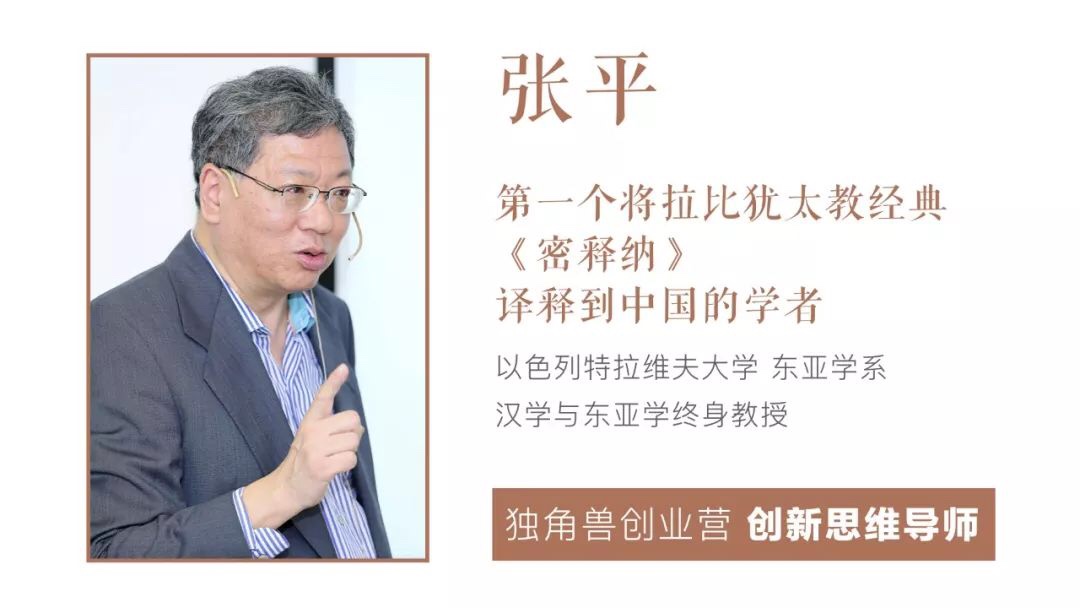 张平
第一个将拉比犹太教经典
《密释纳》
译释到中国的学者
以色列特拉维夫大学 东亚学系
汉学与东亚学终身教授
独角兽创业营 创新思维导师